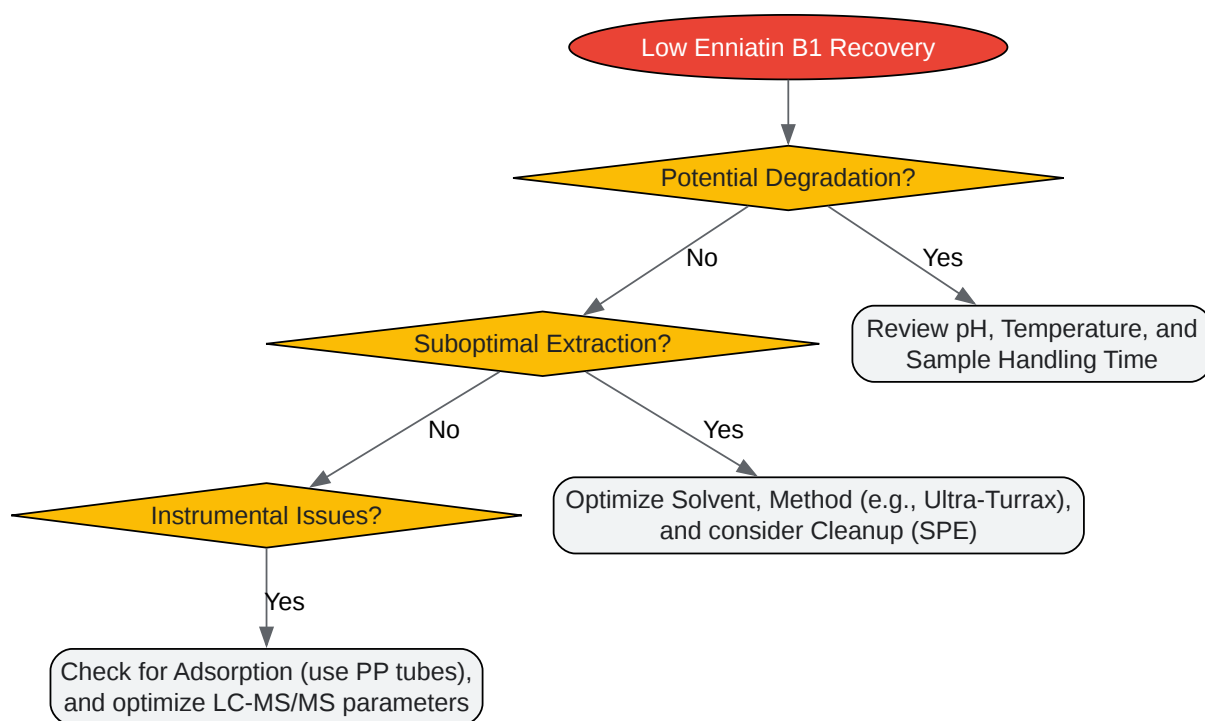 Low Enniatin B1 Recovery
Potential Degradation?
No
Yes
Suboptimal Extraction?
Review pH, Temperature, and
Sample Handling Time
No
Yes
Instrumental Issues?
Optimize Solvent, Method (e.g., Ultra-Turrax),
and consider Cleanup (SPE)
Yes
Check for Adsorption (use PP tubes),
and optimize LC-MS/MS parameters